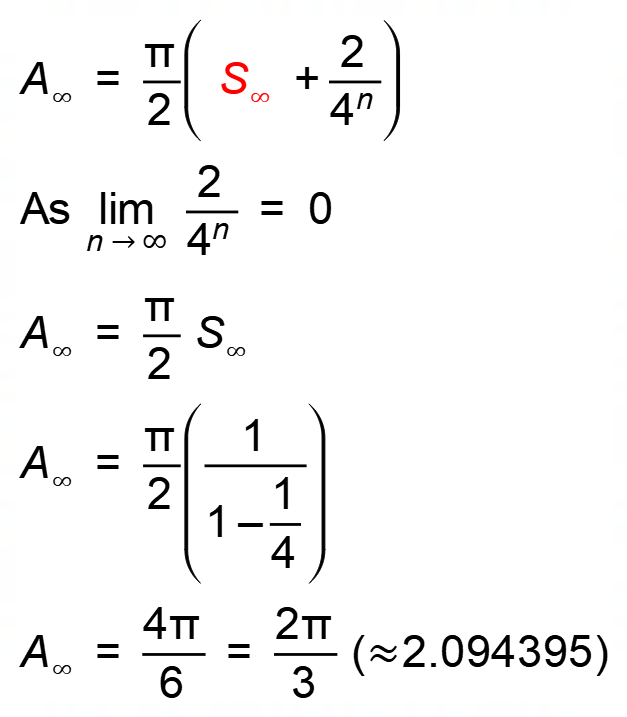 A∞ = π/2 ( S∞ + 2/4ⁿ )
As lim n→∞ 2/4ⁿ = 0
A∞ = π/2 S∞
A∞ = π/2 ( 1/(1−1/4) )
A∞ = 4π/6 = 2π/3 (≈2.094395)